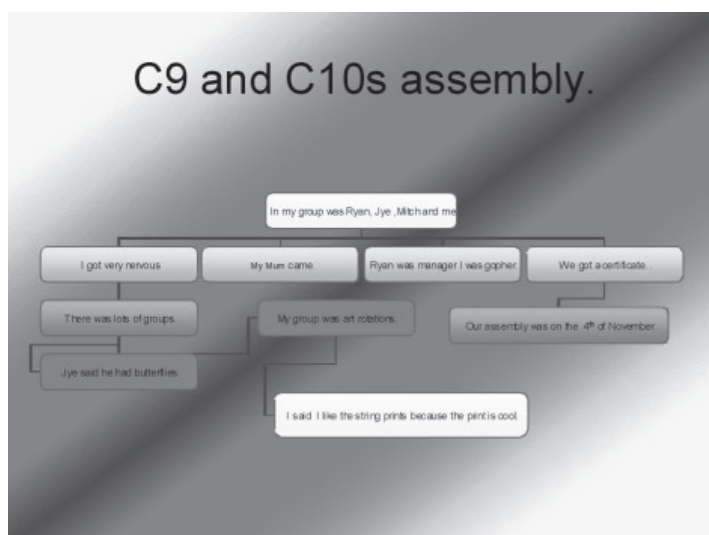 C9 and C10s assembly.
In my group was Ryan, Jye ,Mitch and me
I got very nervous
My Mum came.
Ryan was manager I was gopher.
We got a certificate..
There was lots of groups.
My group was art rotations.
Our assembly was on the 4th of November.
Jye said he had butterflies.
I said I like the string prints because the print is cool.